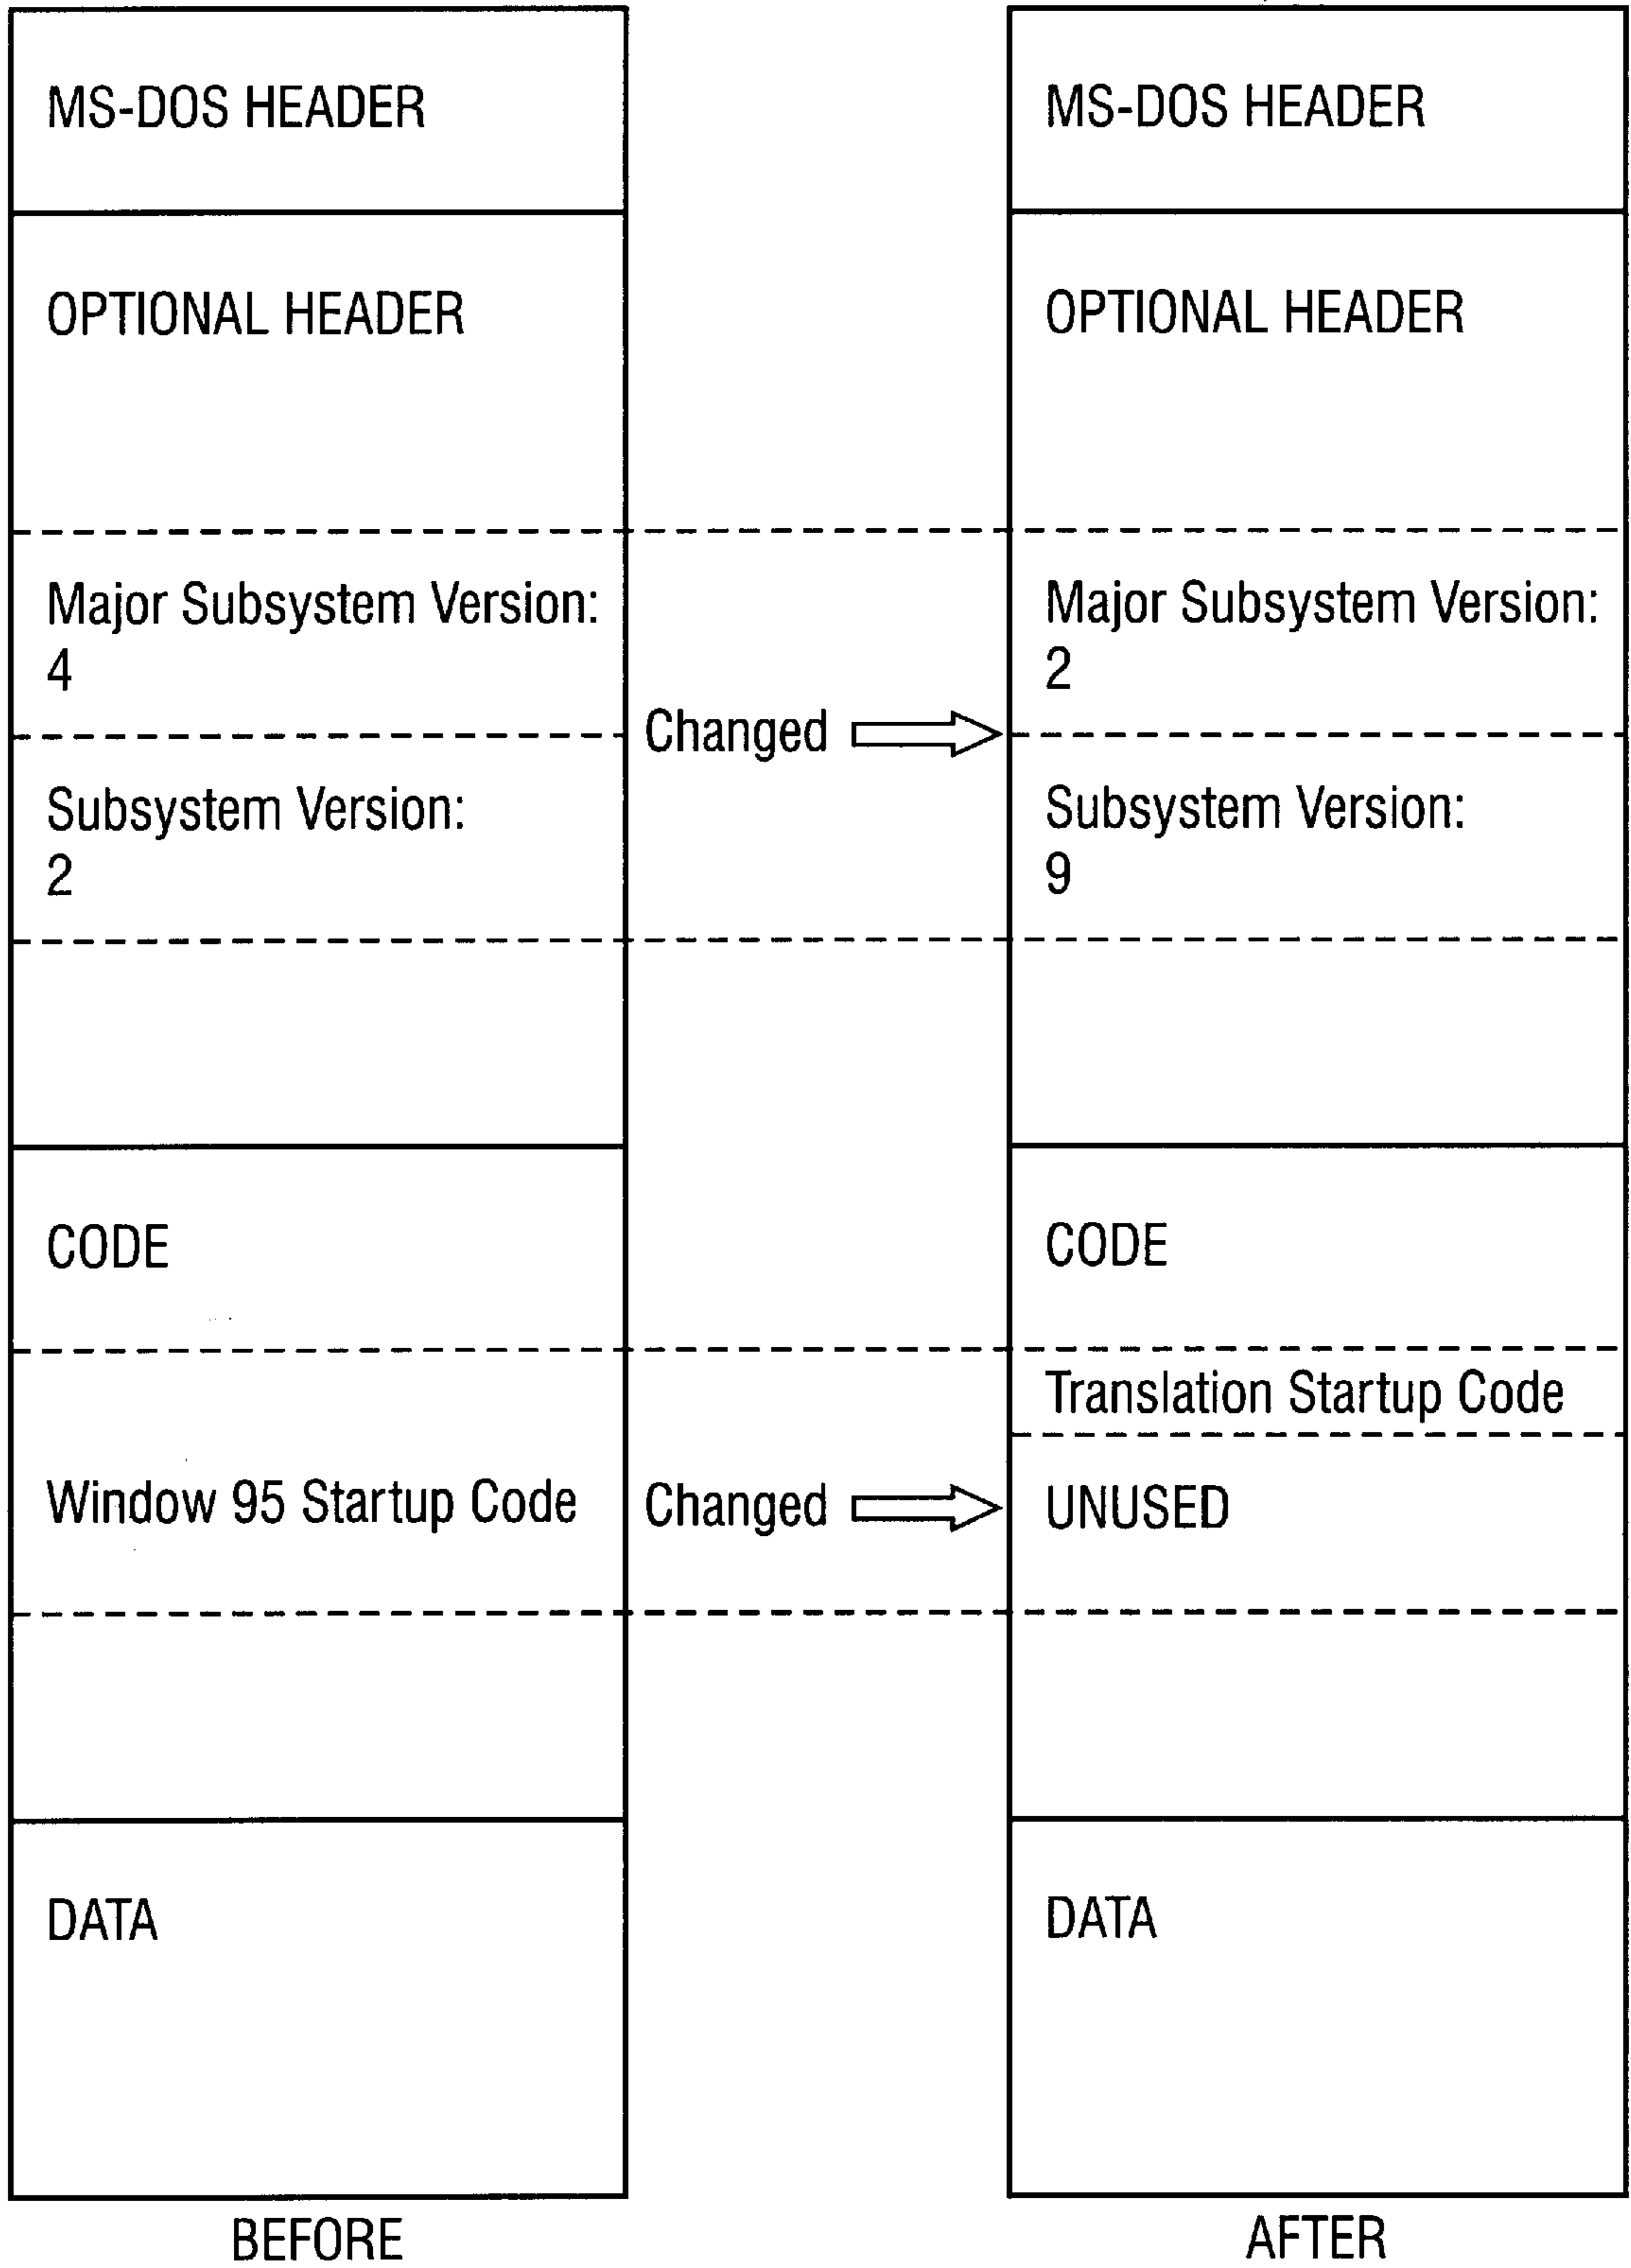 MS-DOS HEADER
OPTIONAL HEADER
Major Subsystem Version:
4
Subsystem Version:
2
CODE
Window 95 Startup Code
DATA
BEFORE
Changed
Changed
MS-DOS HEADER
OPTIONAL HEADER
Major Subsystem Version:
2
Subsystem Version:
9
CODE
Translation Startup Code
UNUSED
DATA
AFTER